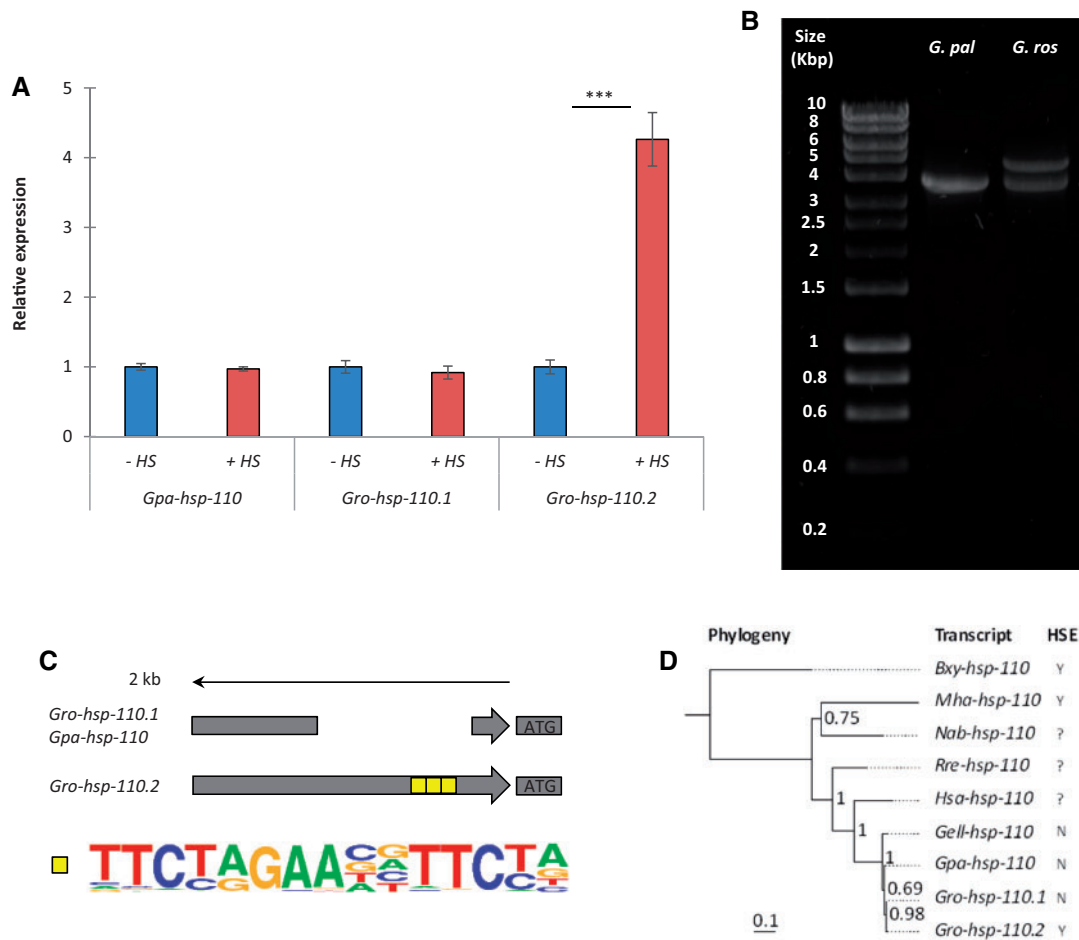 A
Relative expression
5
4
3
2
1
0
***
- HS + HS - HS + HS - HS + HS
Gpa-hsp-110 Gro-hsp-110.1 Gro-hsp-110.2
B
Size
(Kbp)
G. pal G. ros
10
8
6
5
4
3
2.5
2
1.5
1
0.8
0.6
0.4
0.2
C
2 kb
Gro-hsp-110.1
Gpa-hsp-110
ATG
Gro-hsp-110.2
ATG
TTCTAGAACGTTCTA
D
Phylogeny Transcript HSE
Bxy-hsp-110 Y
Mha-hsp-110 Y
0.75
Nab-hsp-110 ?
Rre-hsp-110 ?
1
Hsa-hsp-110 ?
1
Gell-hsp-110 N
1
Gpa-hsp-110 N
0.69
Gro-hsp-110.1 N
0.98
Gro-hsp-110.2 Y
0.1